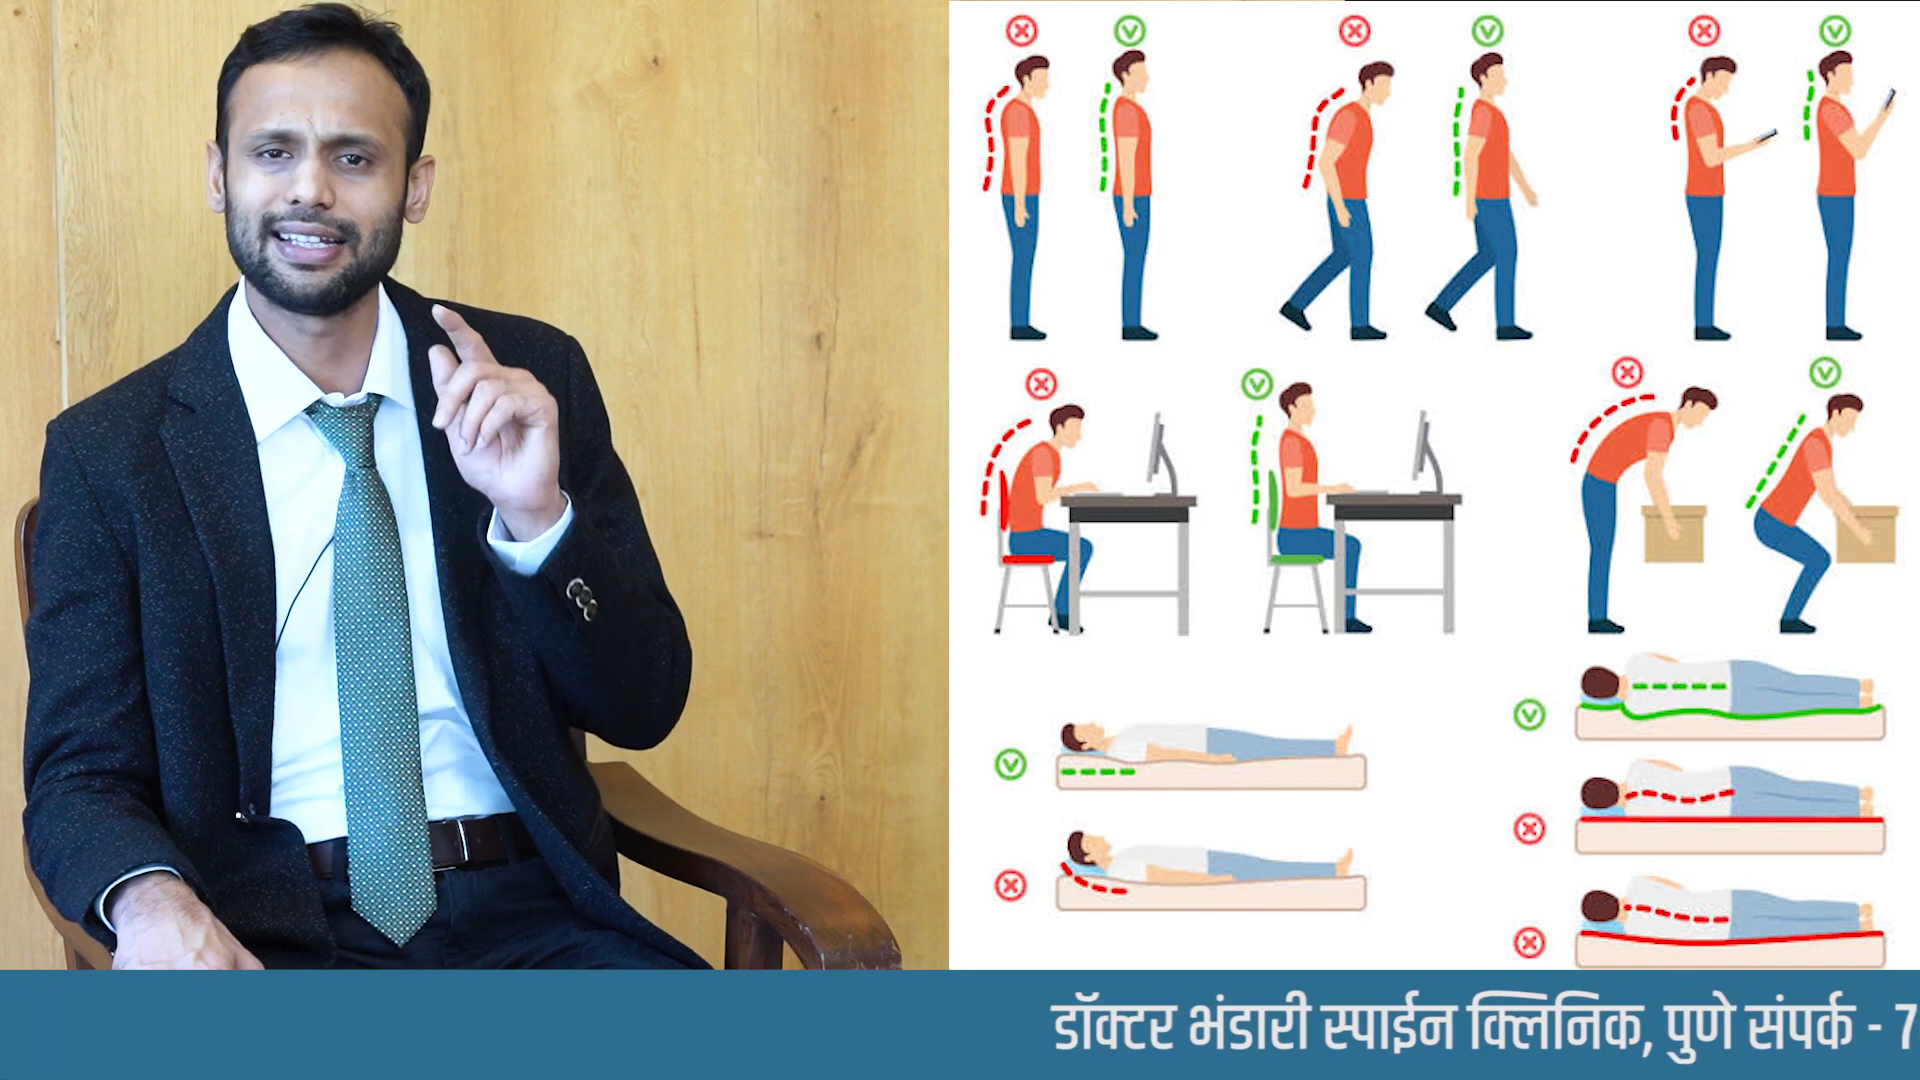 डॉक्टर भंडारी स्पाईन क्लिनिक, पुणे संपर्क - 7